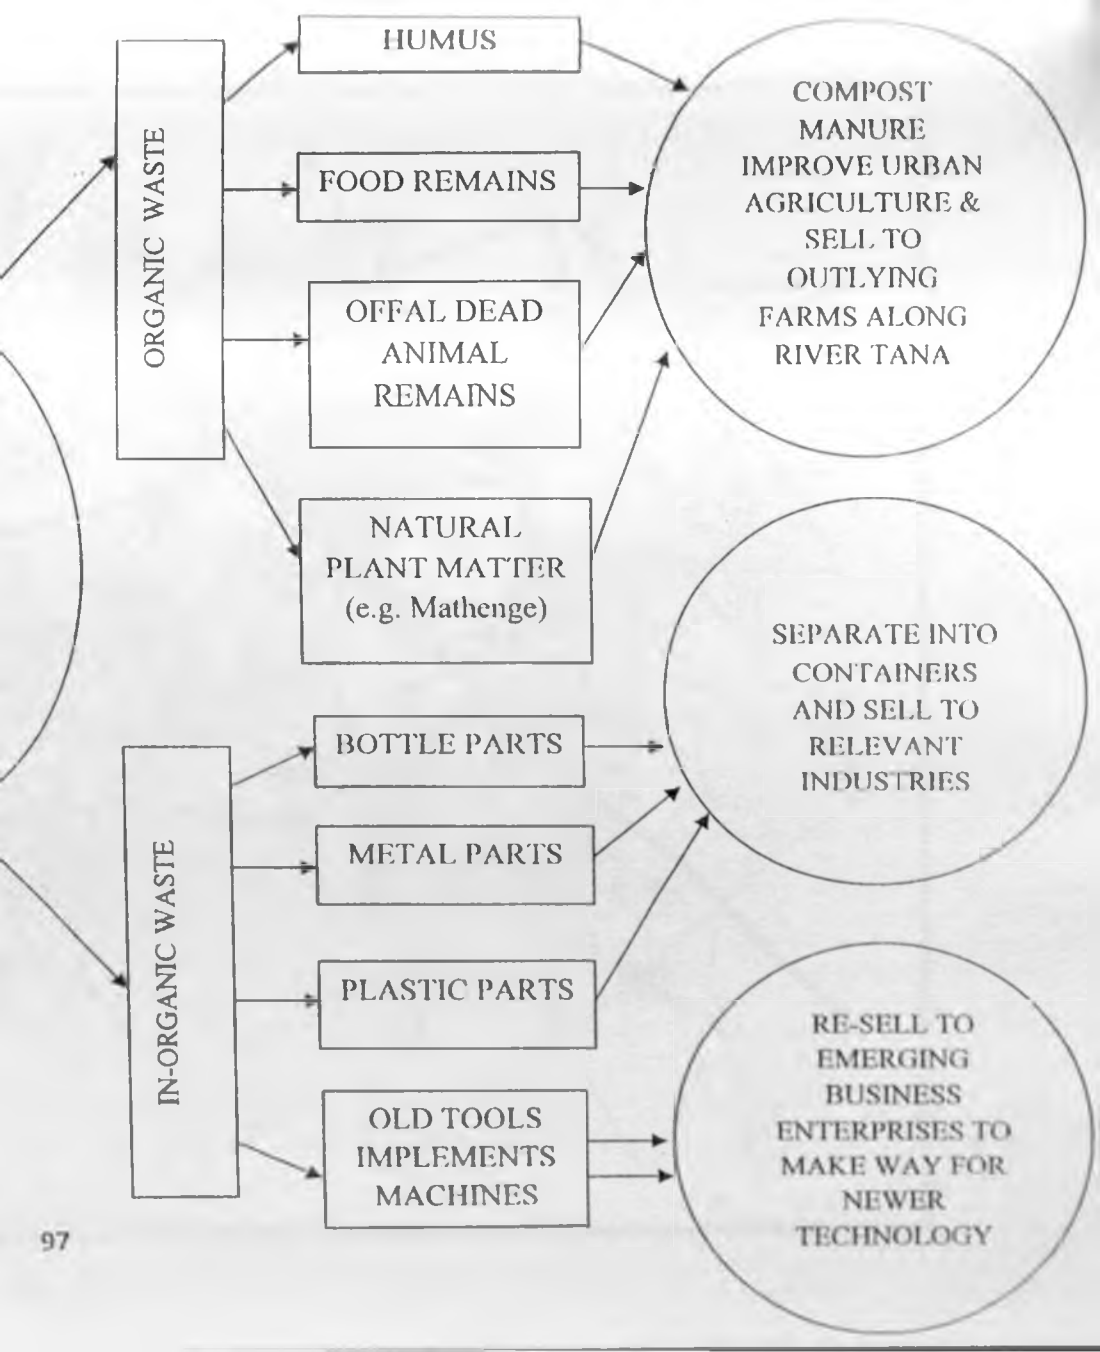 ORGANIC WASTE
HUMUS
FOOD REMAINS
OFFAL DEAD
ANIMAL
REMAINS
NATURAL
PLANT MATTER
(e.g. Mathenge)
COMPOST
MANURE
IMPROVE URBAN
AGRICULTURE &
SELL TO
OUTLYING
FARMS ALONG
RIVER TANA
IN-ORGANIC WASTE
BOTTLE PARTS
METAL PARTS
PLASTIC PARTS
OLD TOOLS
IMPLEMENTS
MACHINES
SEPARATE INTO
CONTAINERS
AND SELL TO
RELEVANT
INDUSTRIES
RE-SELL TO
EMERGING
BUSINESS
ENTERPRISES TO
MAKE WAY FOR
NEWER
TECHNOLOGY
97